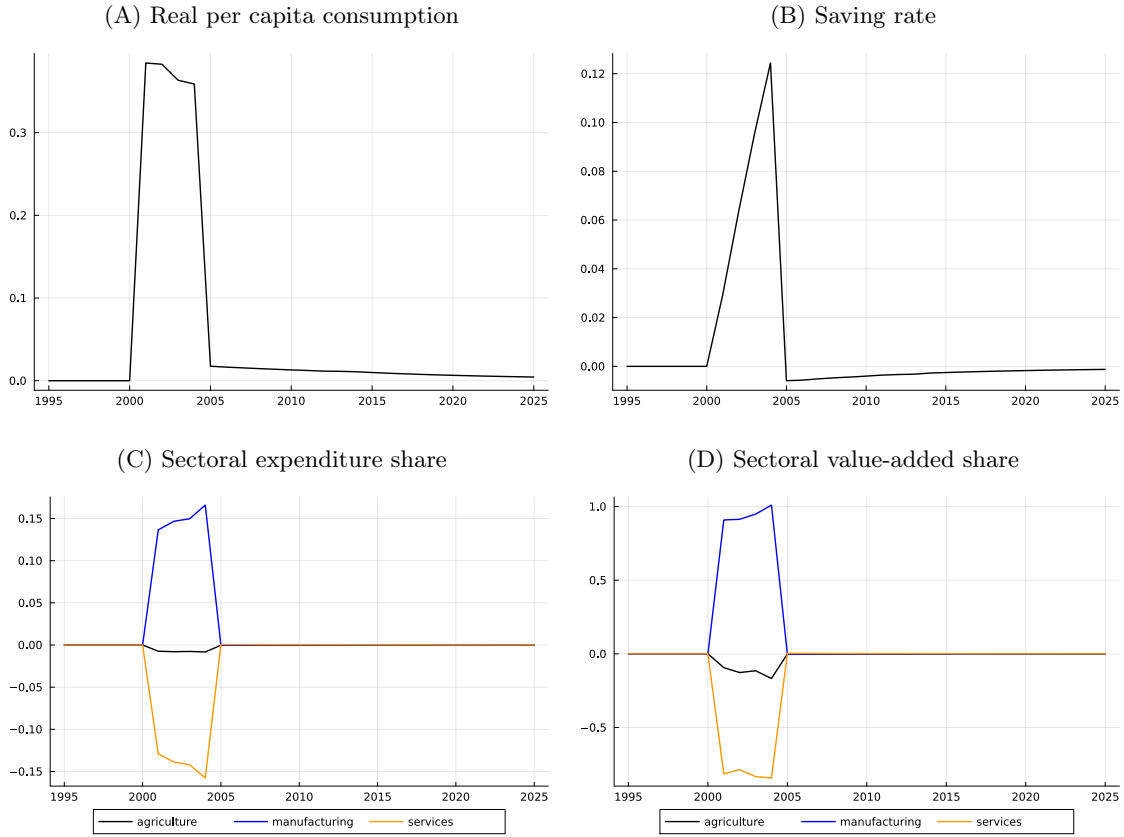 (A) Real per capita consumption
0.3
0.2
0.1
0.0
1995 2000 2005 2010 2015 2020 2025
(B) Saving rate
0.12
0.10
0.08
0.06
0.04
0.02
0.00
1995 2000 2005 2010 2015 2020 2025
(C) Sectoral expenditure share
0.15
0.10
0.05
0.00
−0.05
−0.10
−0.15
1995 2000 2005 2010 2015 2020 2025
agriculture manufacturing services
(D) Sectoral value-added share
1.0
0.5
0.0
−0.5
1995 2000 2005 2010 2015 2020 2025
agriculture manufacturing services